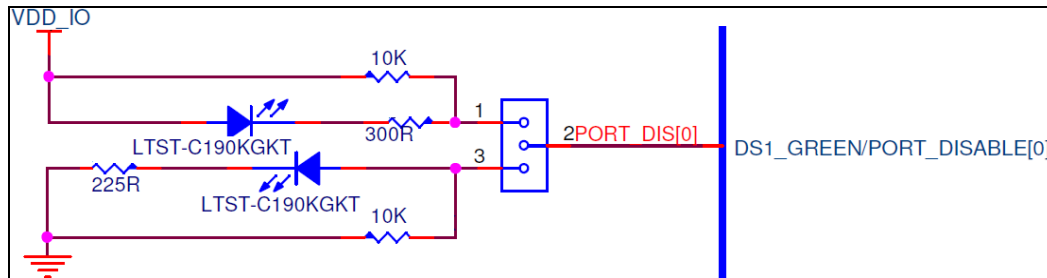 VDD_IO
10K
1
300R
LTST-C190KGKT
2
PORT_DIS[0]
DS1_GREEN/PORT_DISABLE[0]
3
225R
LTST-C190KGKT
10K